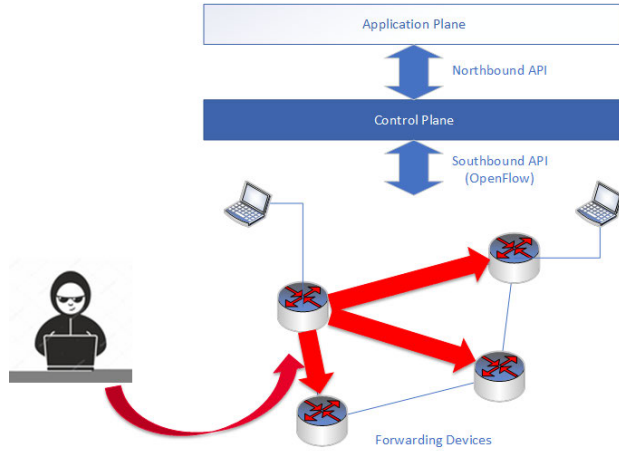 Application Plane
Northbound API
Control Plane
Southbound API
(OpenFlow)
Forwarding Devices